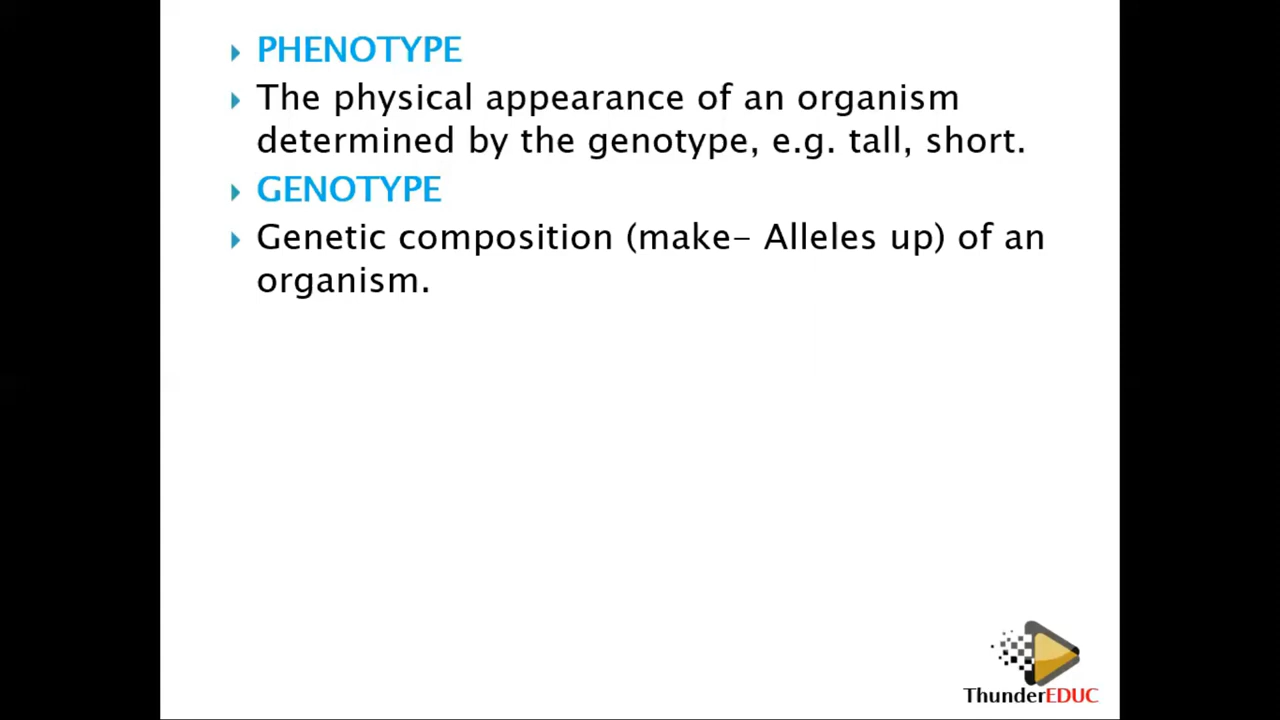 PHENOTYPE
The physical appearance of an organism
determined by the genotype, e.g. tall, short.
GENOTYPE
Genetic composition (make- Alleles up) of an
organism.
ThunderEDUC